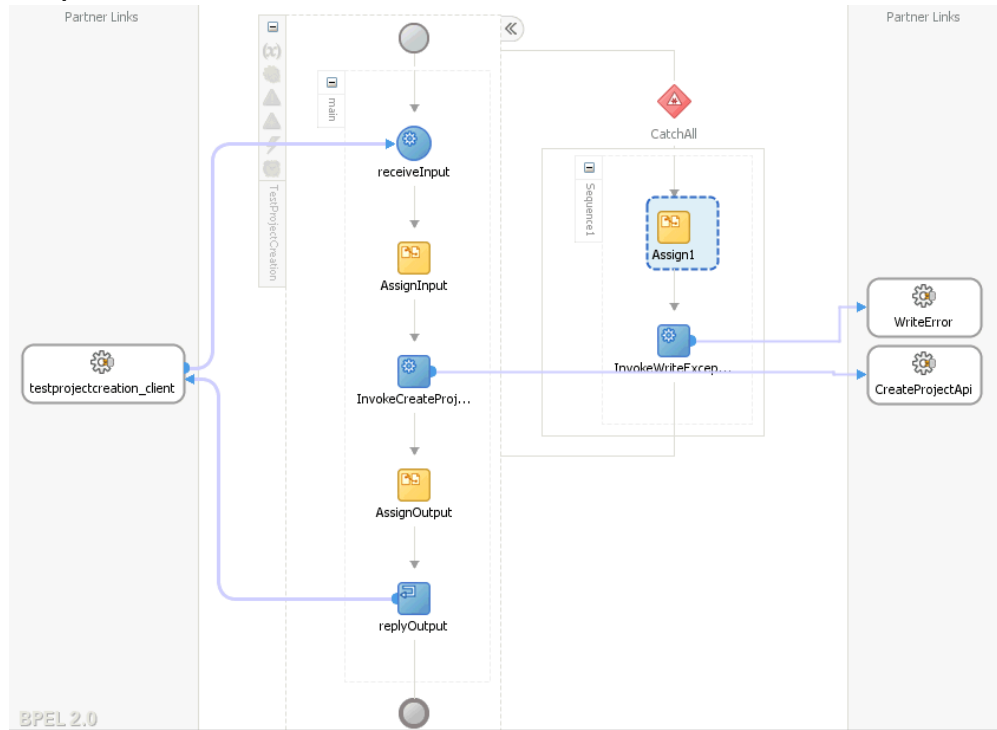 Partner Links
Partner Links
(x)
main
CatchAll
receiveInput
Sequence1
TestProjectCreation
Assign1
AssignInput
WriteError
testprojectcreation_client
InvokeWriteExcep...
InvokeCreateProj...
CreateProjectApi
AssignOutput
replyOutput
BPEL 2.0